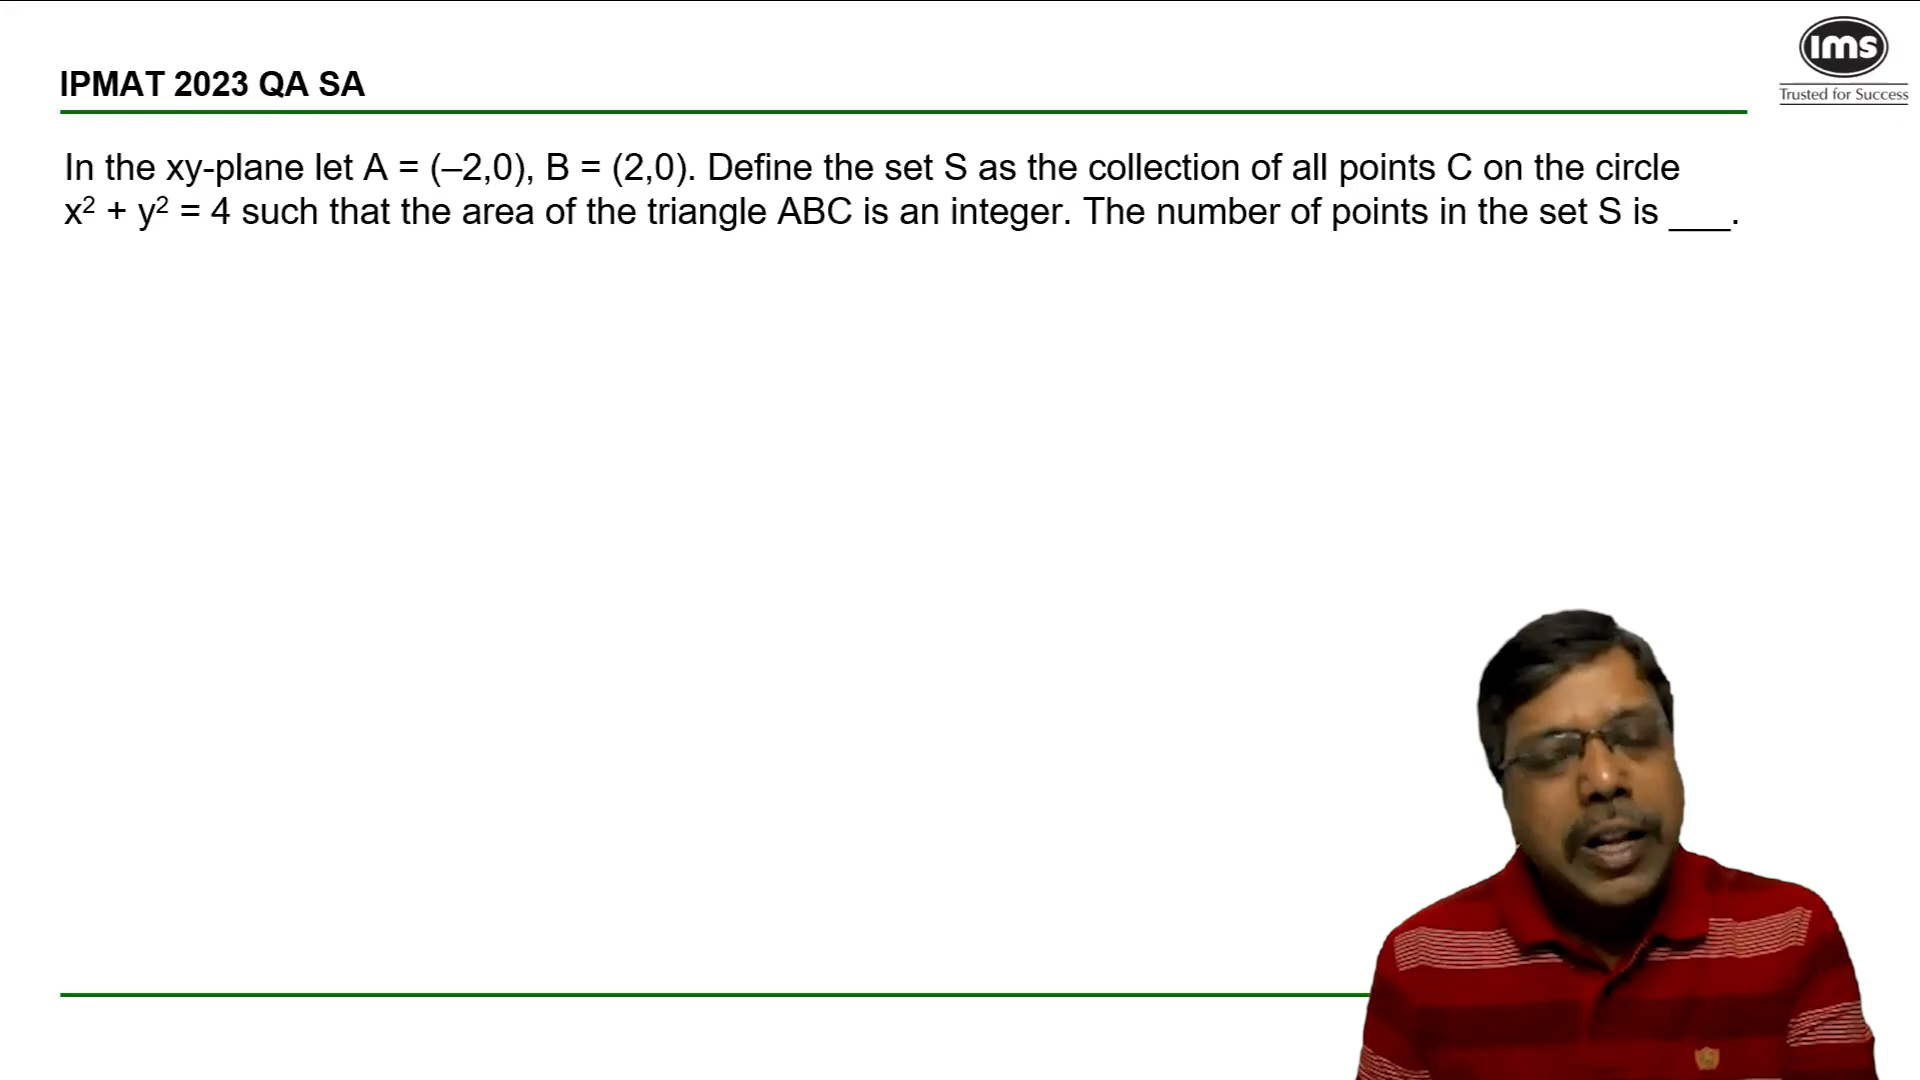 ims
Trusted for Success
IPMAT 2023 QA SA
In the xy-plane let A = (–2,0), B = (2,0). Define the set S as the collection of all points C on the circle
x² + y² = 4 such that the area of the triangle ABC is an integer. The number of points in the set S is ___.